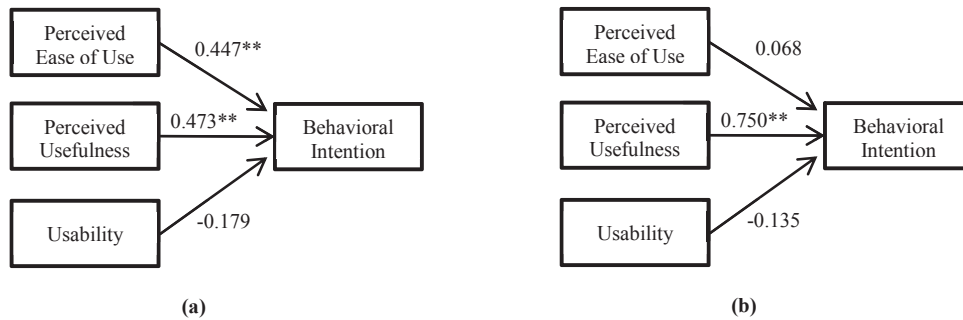 Perceived
Ease of Use
0.447**
Perceived
Usefulness
0.473**
Behavioral
Intention
Usability
-0.179
(a)
Perceived
Ease of Use
0.068
Perceived
Usefulness
0.750**
Behavioral
Intention
Usability
-0.135
(b)